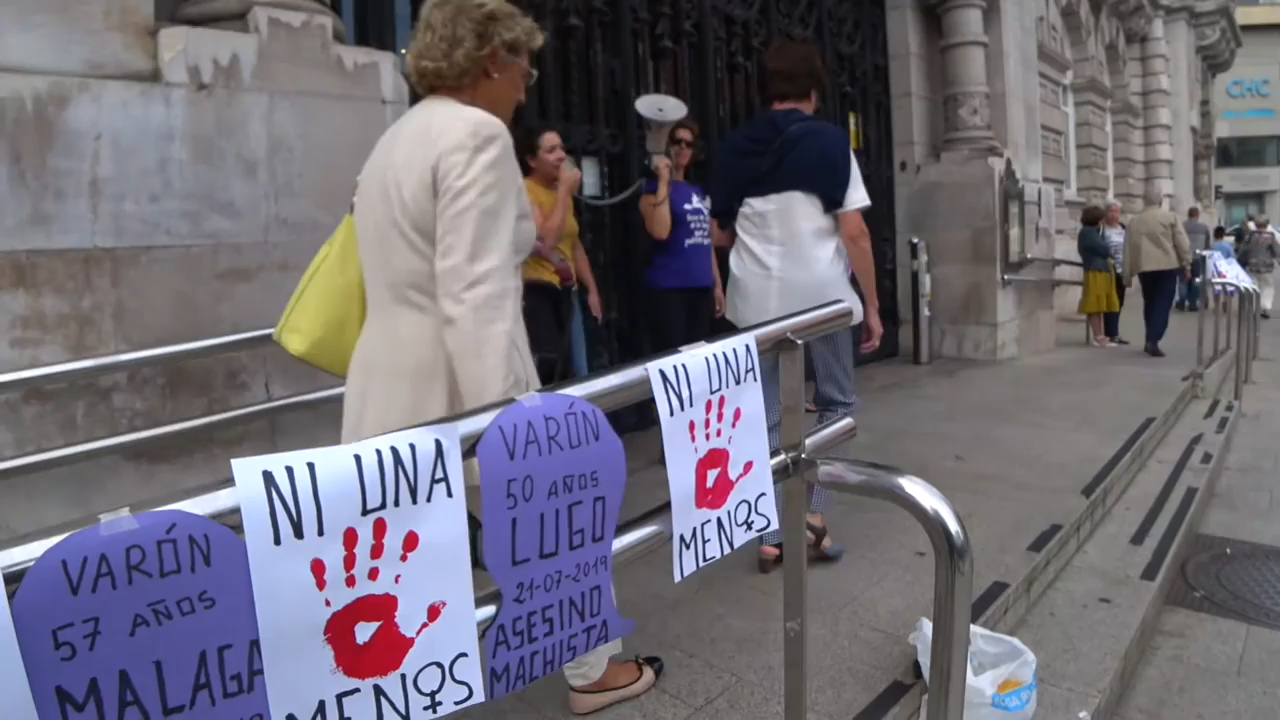 VARÓN
57 AÑOS
MALAGA
NI UNA
MENOS
VARÓN
50 AÑOS
LUGO
21-07-2019
ASESINO
MACHISTA
NI UNA
MENOS
CHC